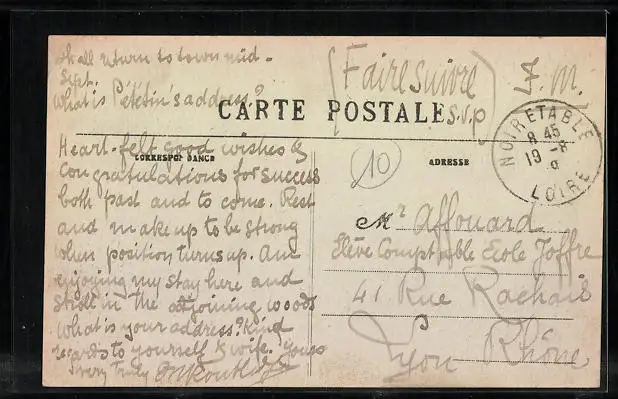 shall return to town mid-
Sept.
What is Pététin's address?
(Faire suivre
s.v.p)
F. M.
CARTE POSTALE
NOIRETABLE
8 45
19 -8
9
LOIRE
CORRESPONDANCE
ADRESSE
10
Heart-felt good wishes &
Congratulations for success
both past and to come. Rest
and make up to be strong
when position turns up. Am
enjoying my stay here and
stroll in the adjoining woods
What is your address? Kind
regards to yourself & wife. Yours
very truly
Mr Affouard
Elève Comptable Ecole Joffre
41 Rue Rachais
Lyon Rhône